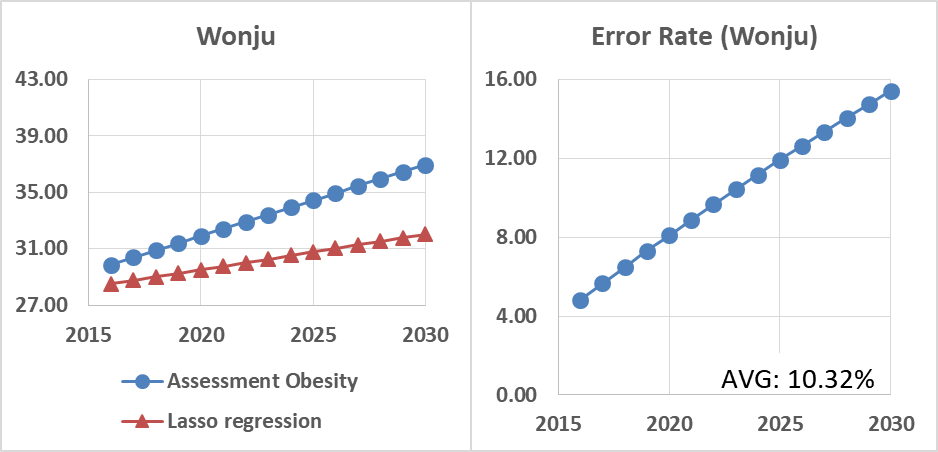 Wonju
43.00
39.00
35.00
31.00
27.00
2015 2020 2025 2030
Assessment Obesity
Lasso regression
Error Rate (Wonju)
16.00
12.00
8.00
4.00
0.00
AVG: 10.32%
2015 2020 2025 2030